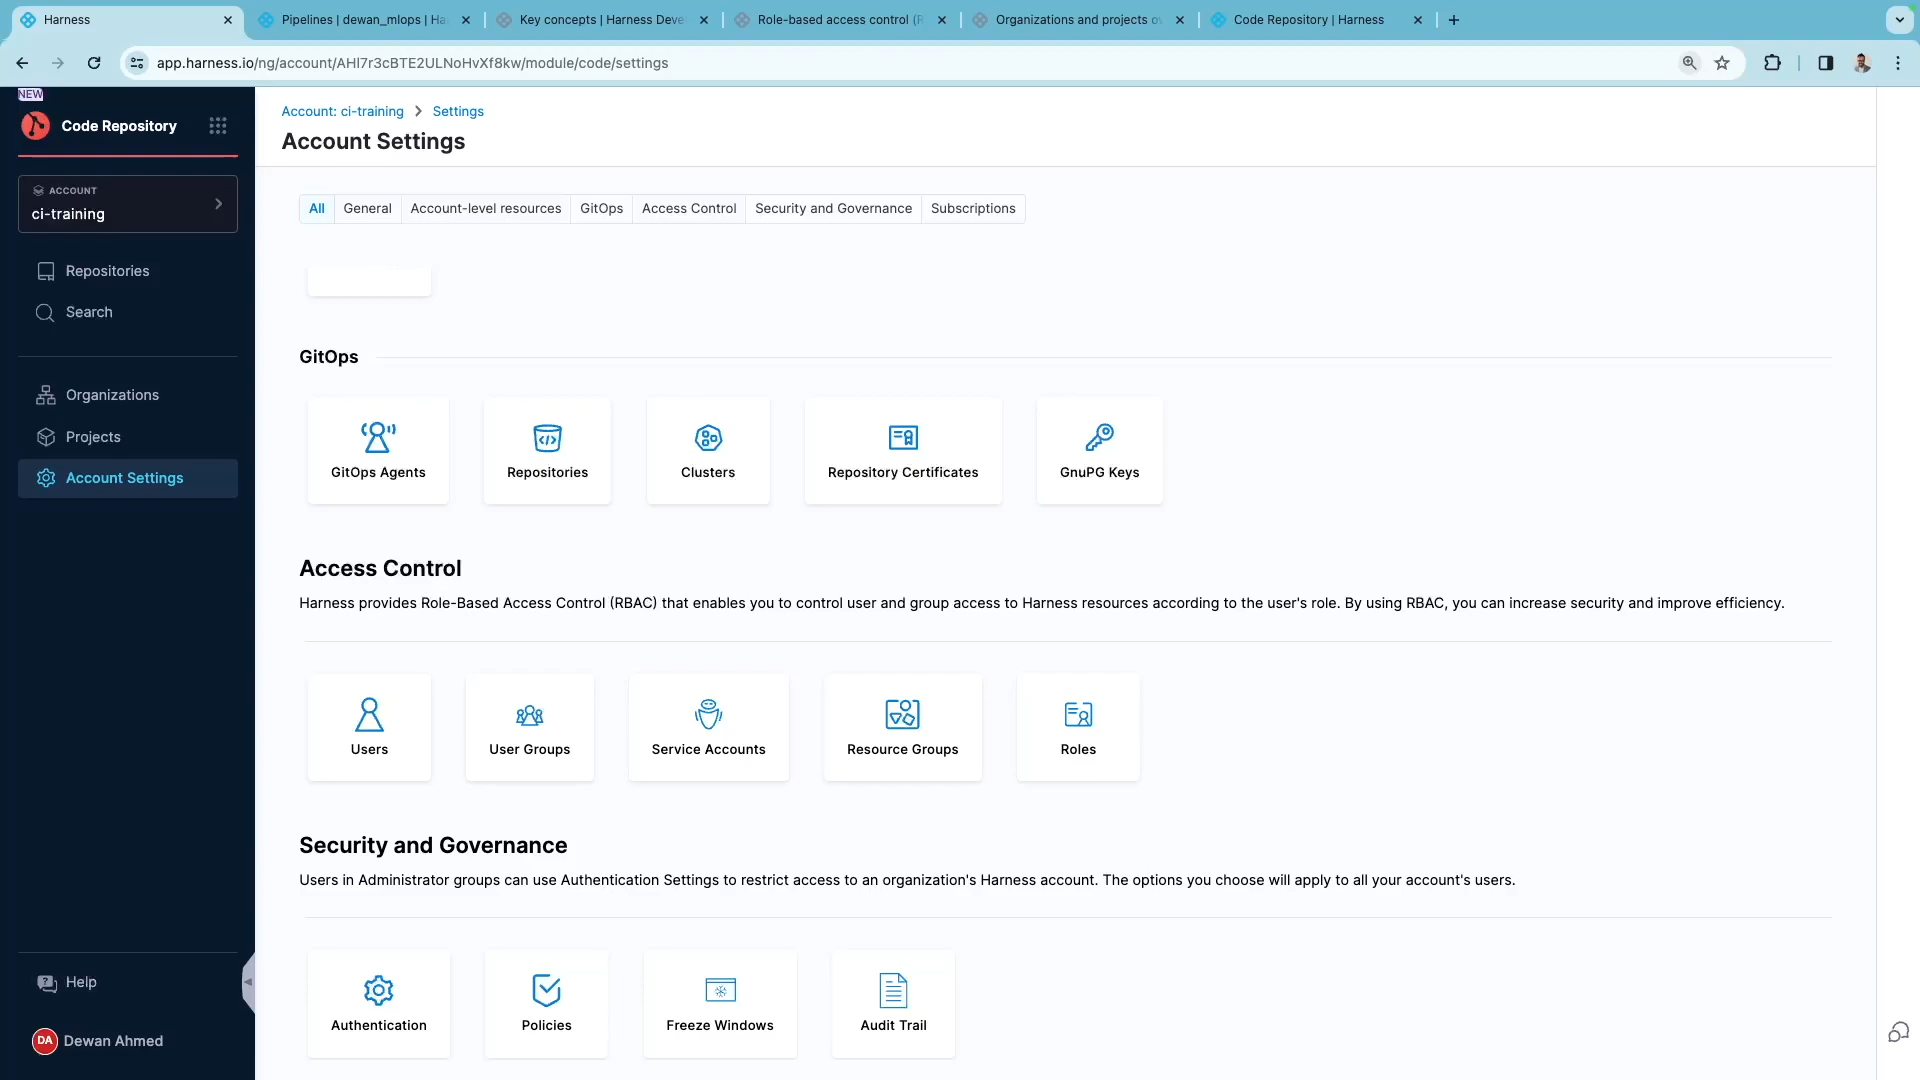 Harness
Pipelines | dewan_mlops | Ha
Key concepts | Harness Deve
Role-based access control (R
Organizations and projects o
Code Repository | Harness
app.harness.io/ng/account/AHl7r3cBTE2ULNoHvXf8kw/module/code/settings
NEW
Code Repository
ACCOUNT
ci-training
Repositories
Search
Organizations
Projects
Account Settings
Help
DA
Dewan Ahmed
Account: ci-training
Settings
Account Settings
All
General
Account-level resources
GitOps
Access Control
Security and Governance
Subscriptions
GitOps
GitOps Agents
Repositories
Clusters
Repository Certificates
GnuPG Keys
Access Control
Harness provides Role-Based Access Control (RBAC) that enables you to control user and group access to Harness resources according to the user's role. By using RBAC, you can increase security and improve efficiency.
Users
User Groups
Service Accounts
Resource Groups
Roles
Security and Governance
Users in Administrator groups can use Authentication Settings to restrict access to an organization's Harness account. The options you choose will apply to all your account's users.
Authentication
Policies
Freeze Windows
Audit Trail